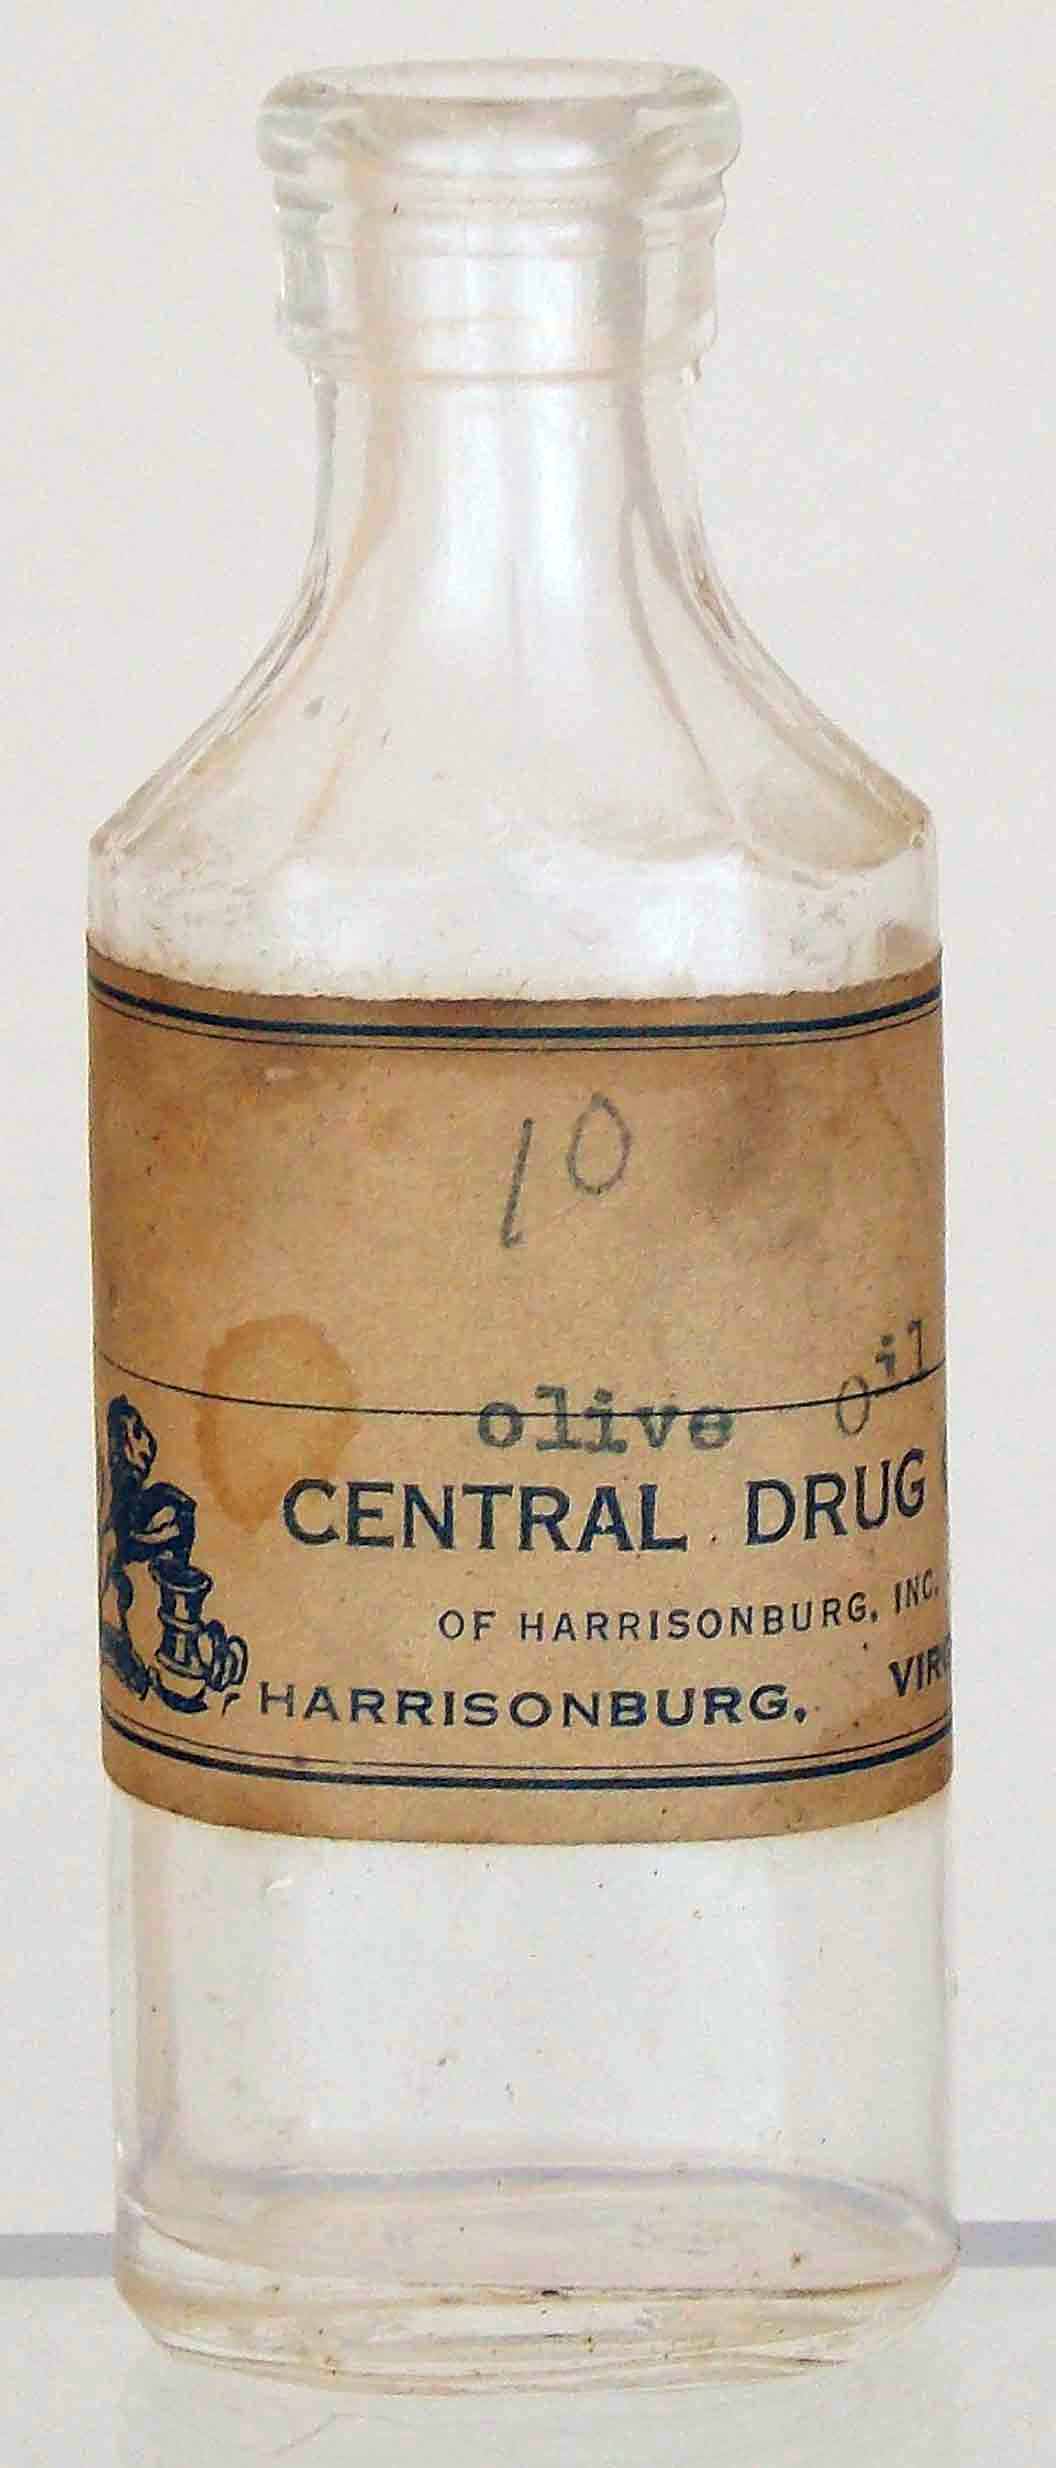 10
olive oil
CENTRAL DRUG
OF HARRISONBURG, INC.
HARRISONBURG,